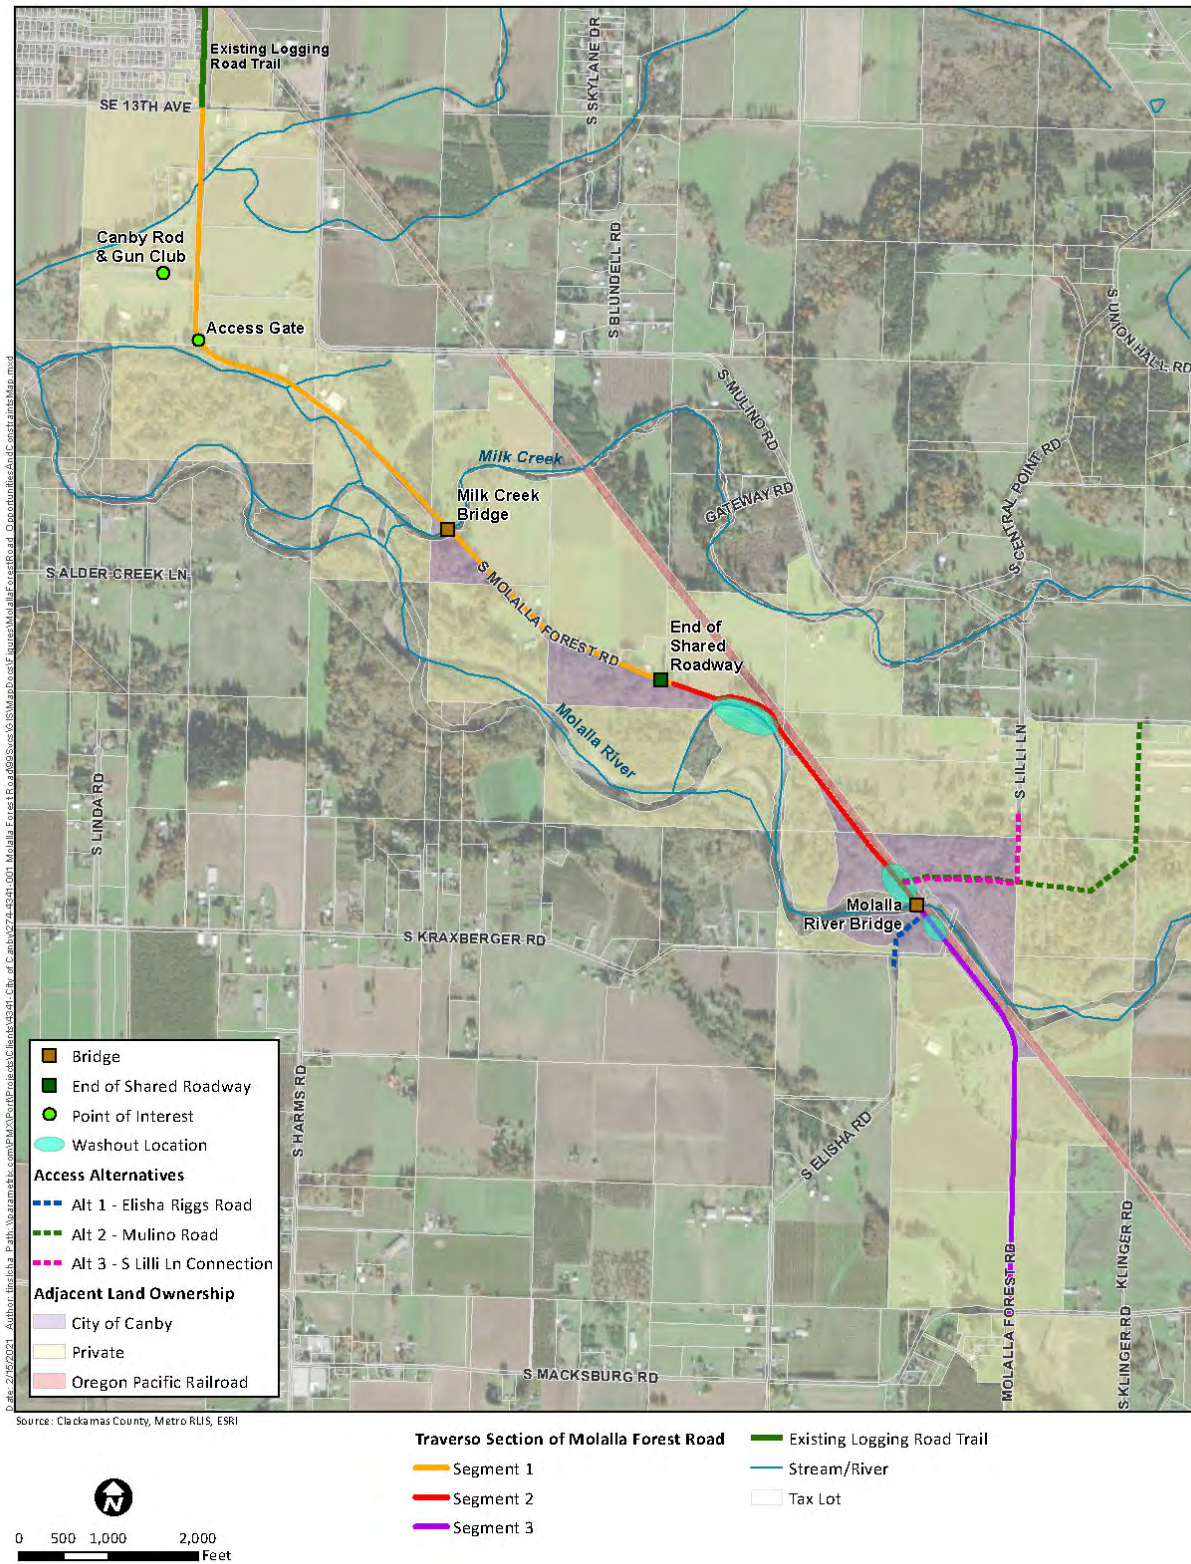 Existing Logging
Road Trail
SE 13TH AVE
S SKYLANE DR
Canby Rod
& Gun Club
S BLUNDELL RD
S UNION HALL RD
Access Gate
S MULINO RD
Milk Creek
S CENTRAL POINT RD
Milk Creek
Bridge
GATEWAY RD
S ALDER CREEK LN
S MOLALLA FOREST RD
End of
Shared
Roadway
Molalla River
S LINDA RD
S LILLI LN
Molalla
River Bridge
S KRAXBERGER RD
S HARMS RD
S ELISHA RD
MOLALLA FOREST RD
KLINGER RD
S KLINGER RD
S MACKSBURG RD
Bridge
End of Shared Roadway
Point of Interest
Washout Location
Access Alternatives
Alt 1 - Elisha Riggs Road
Alt 2 - Mulino Road
Alt 3 - S Lilli Ln Connection
Adjacent Land Ownership
City of Canby
Private
Oregon Pacific Railroad
Date: 2/15/2021 Author: tinslcha
Source: Clackamas County, Metro RLIS, ESRI
N
0 500 1,000 2,000
Feet
Traverso Section of Molalla Forest Road
Segment 1
Segment 2
Segment 3
Existing Logging Road Trail
Stream/River
Tax Lot